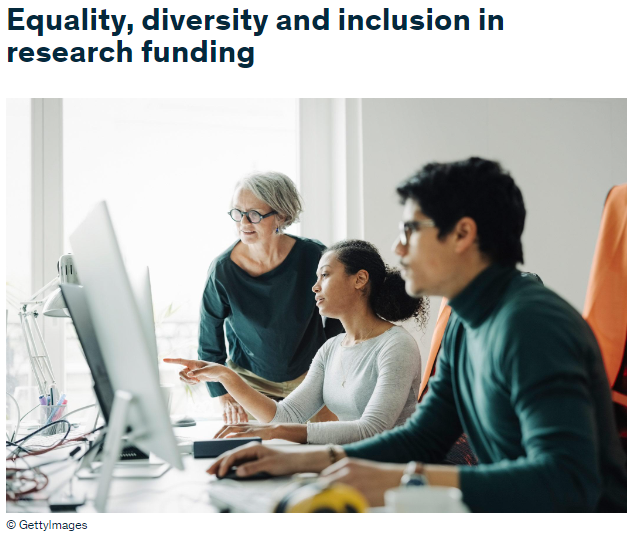 Equality, diversity and inclusion in
research funding
© GettyImages